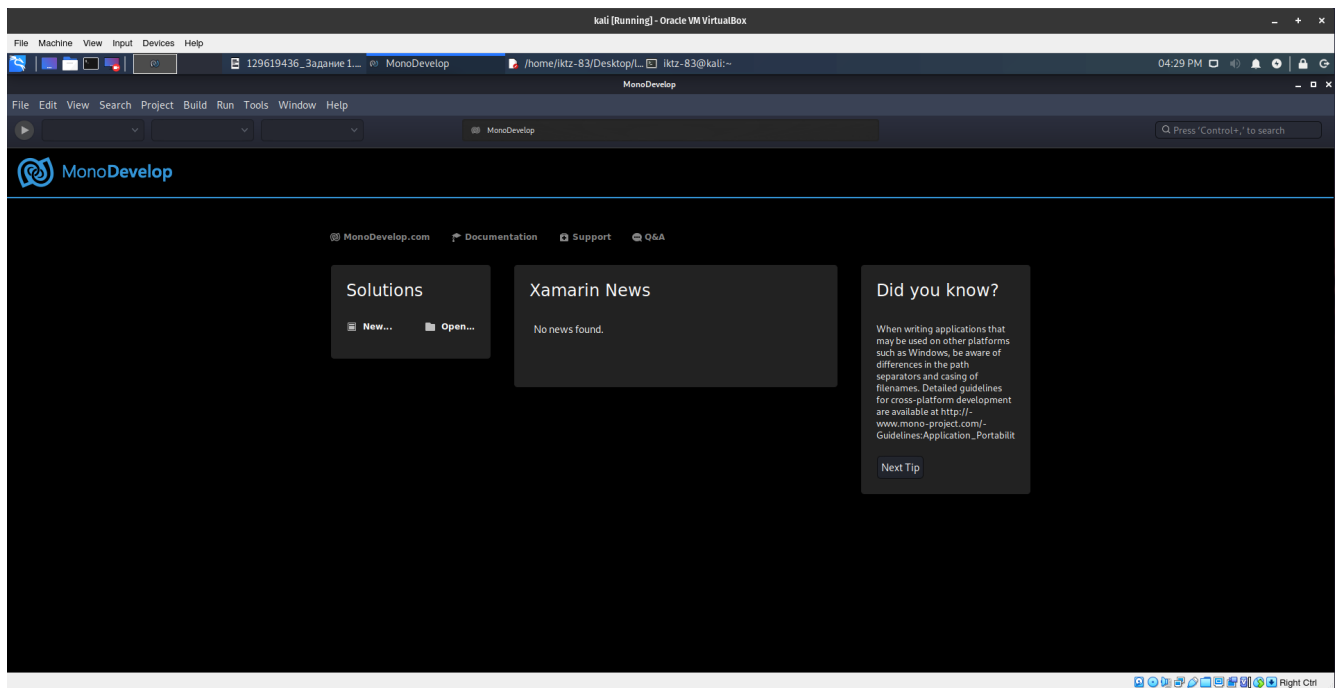 kali [Running] - Oracle VM VirtualBox
File Machine View Input Devices Help
129619436_Задание 1.... MonoDevelop /home/iktz-83/Desktop/l... iktz-83@kali:~ 04:29 PM
MonoDevelop
File Edit View Search Project Build Run Tools Window Help
MonoDevelop
Press 'Control+,' to search
MonoDevelop
MonoDevelop.com Documentation Support Q&A
Solutions
New... Open...
Xamarin News
No news found.
Did you know?
When writing applications that
may be used on other platforms
such as Windows, be aware of
differences in the path
separators and casing of
filenames. Detailed guidelines
for cross-platform development
are available at http://-
www.mono-project.com/-
Guidelines:Application_Portabilit
Next Tip
Right Ctrl